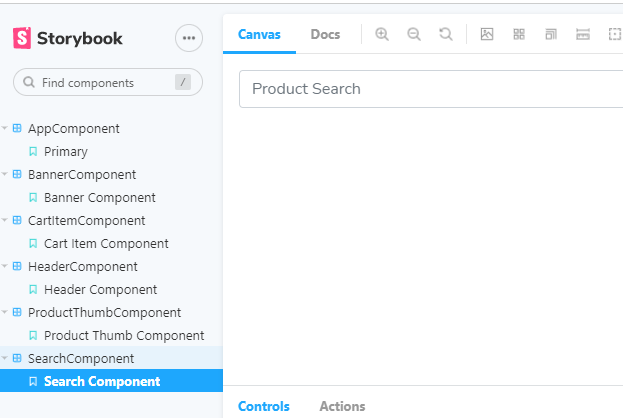 Storybook
Find components /
AppComponent
Primary
BannerComponent
Banner Component
CartItemComponent
Cart Item Component
HeaderComponent
Header Component
ProductThumbComponent
Product Thumb Component
SearchComponent
Search Component
Canvas Docs
Product Search
Controls Actions